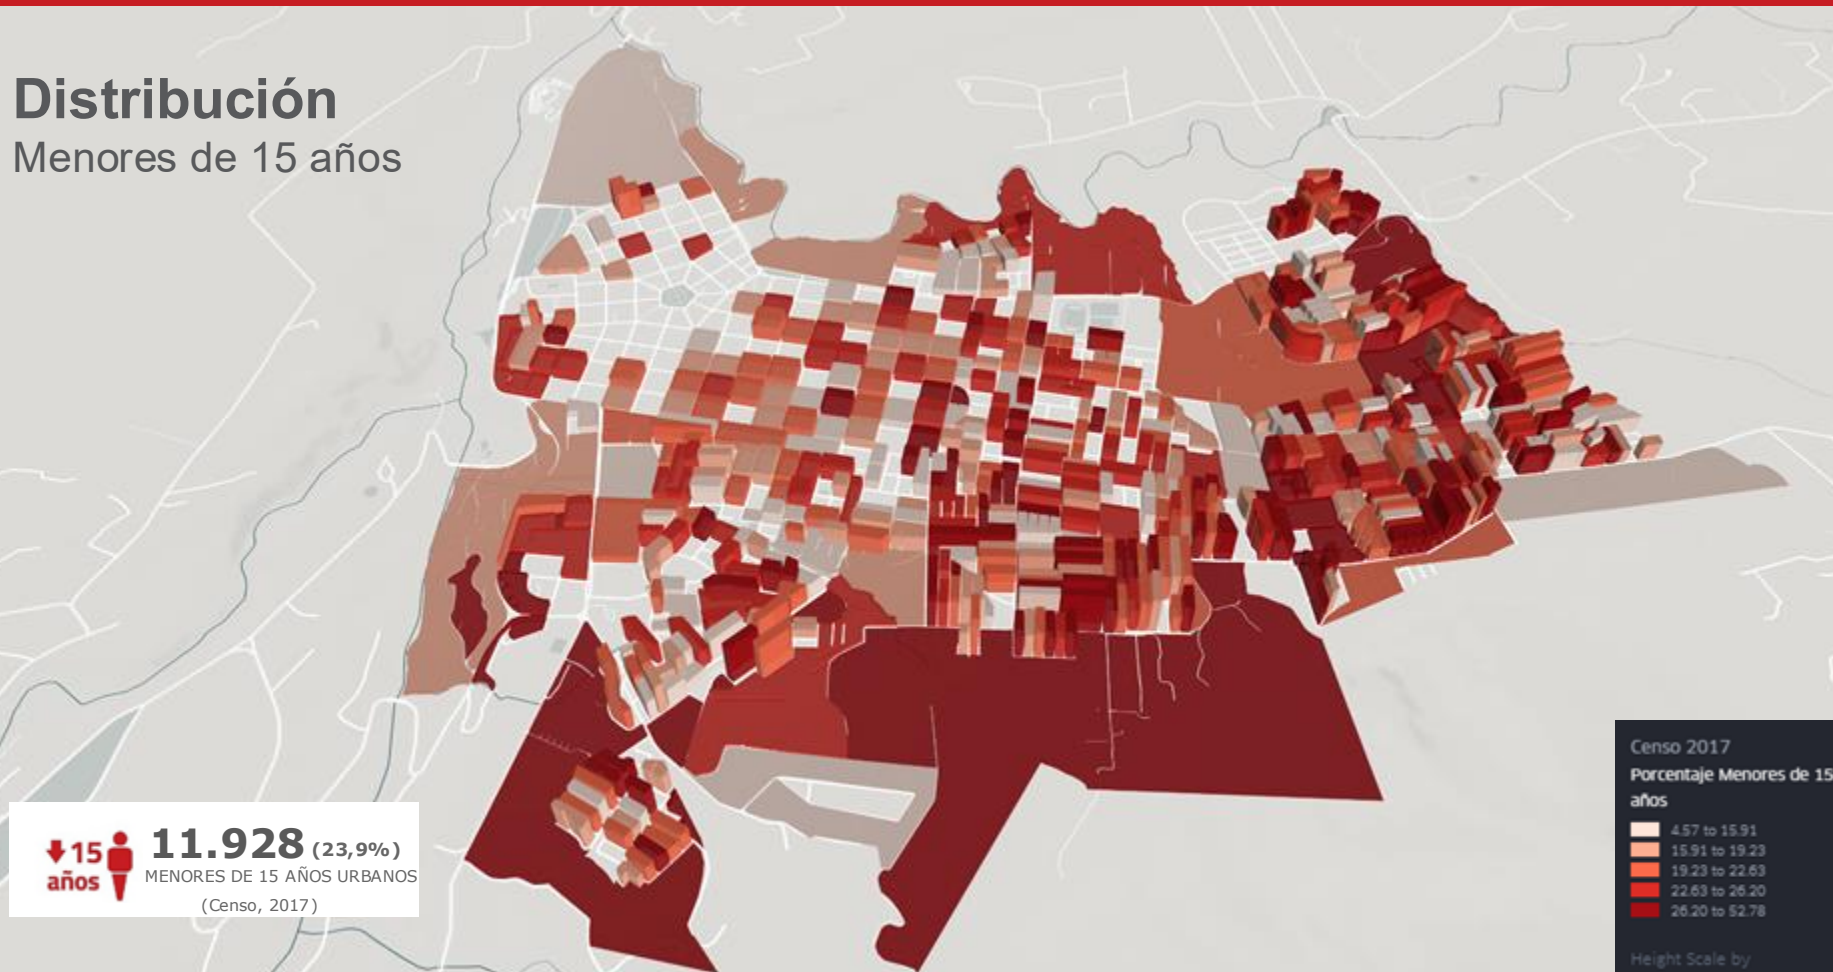 Distribución
Menores de 15 años
15
años
11.928 (23,9%)
MENORES DE 15 AÑOS URBANOS
(Censo, 2017)
Censo 2017
Porcentaje Menores de 15
años
4.57 to 15.91
15.91 to 19.23
19.23 to 22.63
22.63 to 26.20
26.20 to 52.78
Height Scale by